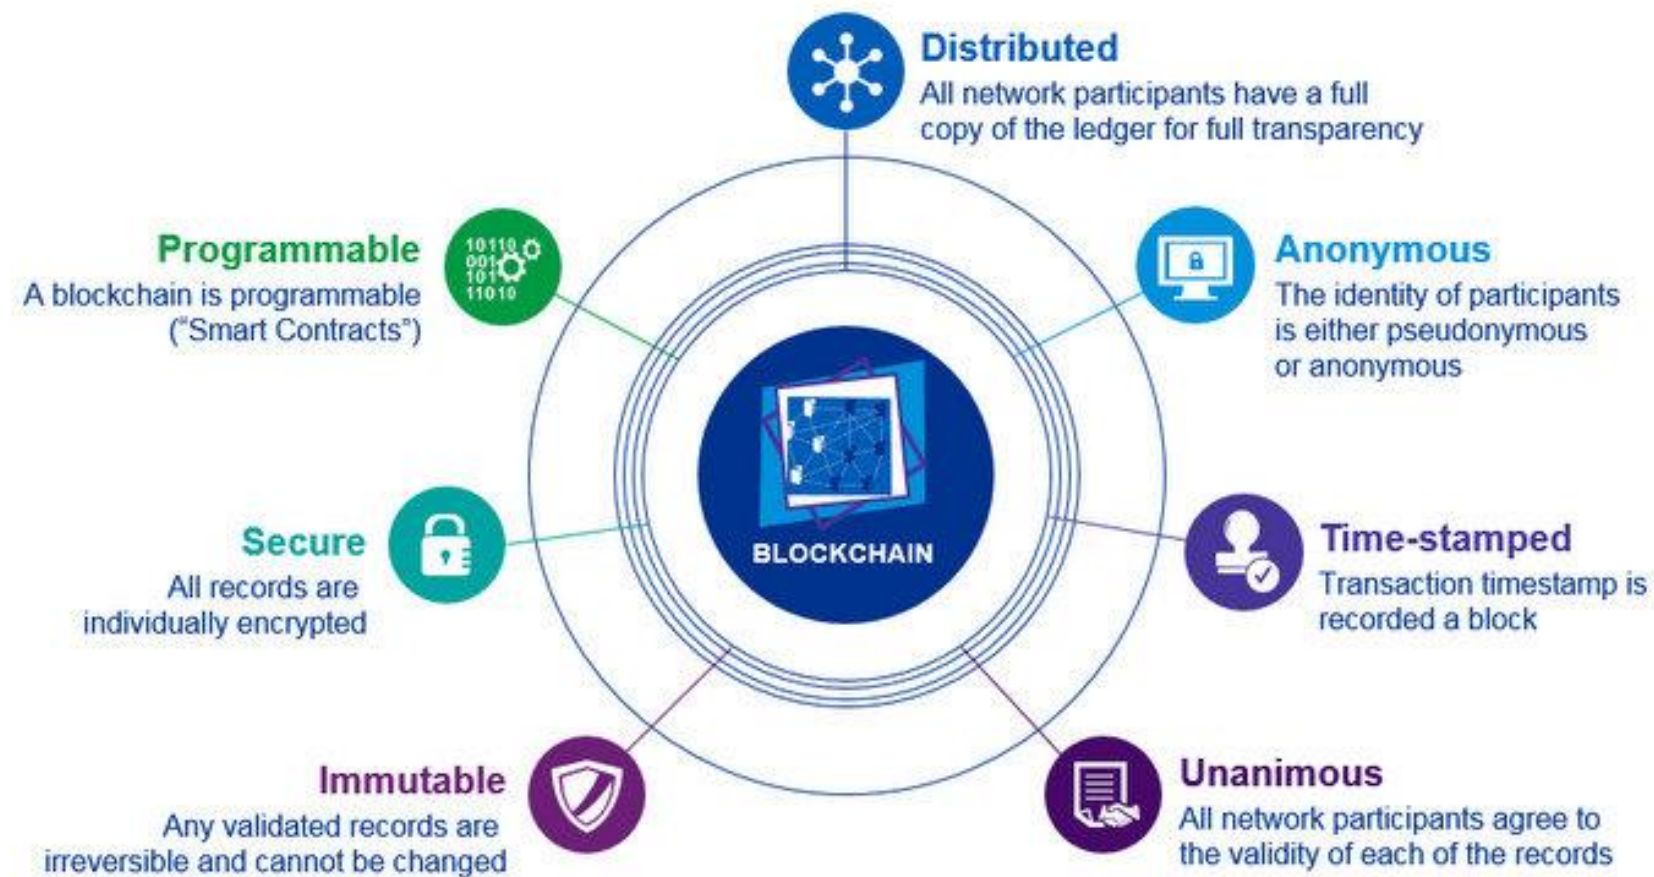 Distributed
All network participants have a full
copy of the ledger for full transparency
Programmable
A blockchain is programmable
(“Smart Contracts”)
10110
001
101
11010
Anonymous
The identity of participants
is either pseudonymous
or anonymous
BLOCKCHAIN
Secure
All records are
individually encrypted
Time-stamped
Transaction timestamp is
recorded a block
Immutable
Any validated records are
irreversible and cannot be changed
Unanimous
All network participants agree to
the validity of each of the records